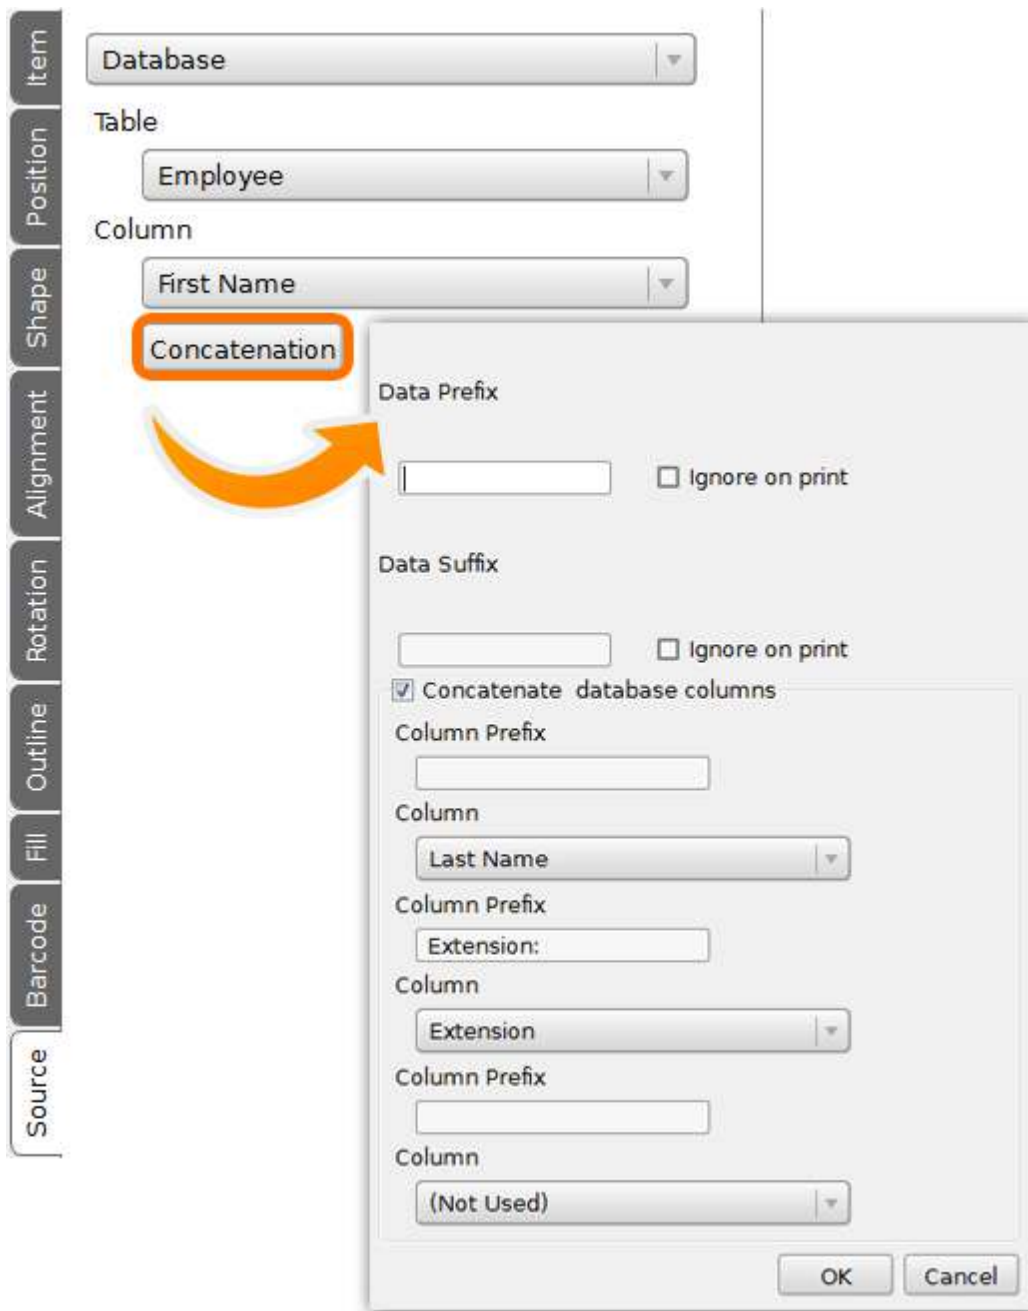 Item
Position
Shape
Alignment
Rotation
Outline
Fill
Barcode
Source
Database
Table
Employee
Column
First Name
Concatenation
Data Prefix
Ignore on print
Data Suffix
Ignore on print
Concatenate database columns
Column Prefix
Column
Last Name
Column Prefix
Extension:
Column
Extension
Column Prefix
Column
(Not Used)
OK Cancel